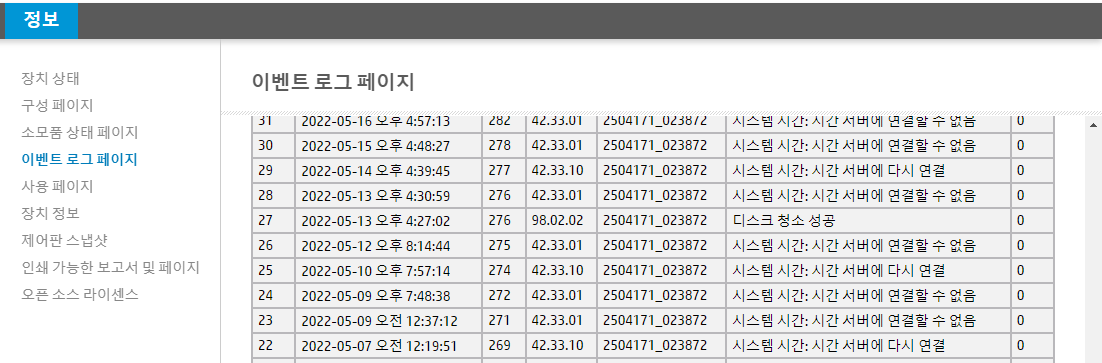 정보
장치 상태
구성 페이지
소모품 상태 페이지
이벤트 로그 페이지
사용 페이지
장치 정보
제어판 스냅샷
인쇄 가능한 보고서 및 페이지
오픈 소스 라이센스
이벤트 로그 페이지
31 2022-05-16 오후 4:57:13 282 42.33.01 2504171_023872 시스템 시간: 시간 서버에 연결할 수 없음 0
30 2022-05-15 오후 4:48:27 278 42.33.01 2504171_023872 시스템 시간: 시간 서버에 연결할 수 없음 0
29 2022-05-14 오후 4:39:45 277 42.33.10 2504171_023872 시스템 시간: 시간 서버에 다시 연결 0
28 2022-05-13 오후 4:30:59 276 42.33.01 2504171_023872 시스템 시간: 시간 서버에 연결할 수 없음 0
27 2022-05-13 오후 4:27:02 276 98.02.02 2504171_023872 디스크 청소 성공 0
26 2022-05-12 오후 8:14:44 275 42.33.01 2504171_023872 시스템 시간: 시간 서버에 연결할 수 없음 0
25 2022-05-10 오후 7:57:14 274 42.33.10 2504171_023872 시스템 시간: 시간 서버에 다시 연결 0
24 2022-05-09 오후 7:48:38 272 42.33.01 2504171_023872 시스템 시간: 시간 서버에 연결할 수 없음 0
23 2022-05-09 오전 12:37:12 271 42.33.01 2504171_023872 시스템 시간: 시간 서버에 연결할 수 없음 0
22 2022-05-07 오전 12:19:51 269 42.33.10 2504171_023872 시스템 시간: 시간 서버에 다시 연결 0